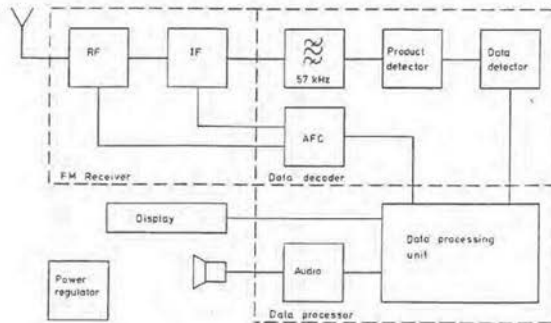 RF
IF
57 kHz
Product
detector
Data
detector
AFC
FM Receiver
Data decoder
Display
Data processing
unit
Power
regulator
Audio
Data processor